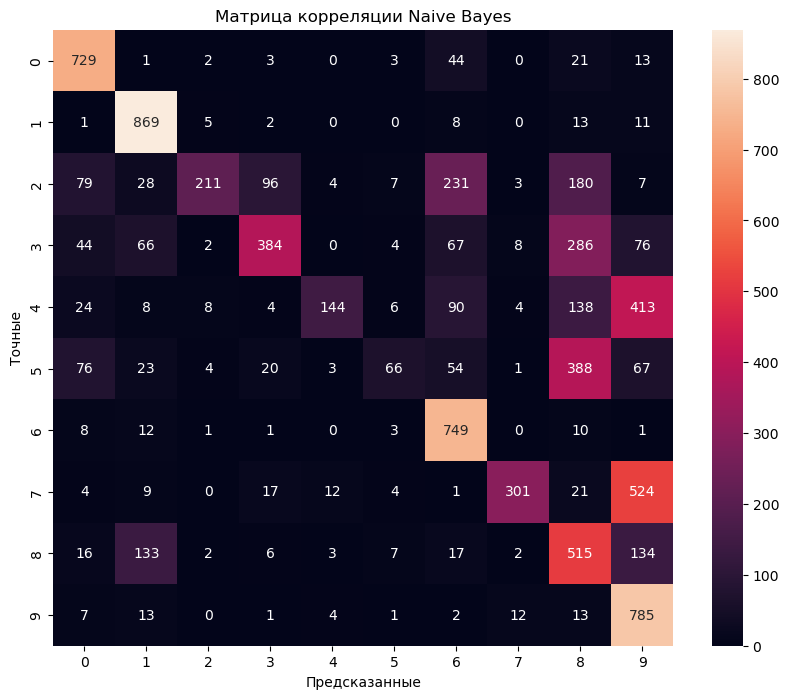 Матрица корреляции Naive Bayes
0 729 1 2 3 0 3 44 0 21 13
1 1 869 5 2 0 0 8 0 13 11
2 79 28 211 96 4 7 231 3 180 7
3 44 66 2 384 0 4 67 8 286 76
4 24 8 8 4 144 6 90 4 138 413
5 76 23 4 20 3 66 54 1 388 67
6 8 12 1 1 0 3 749 0 10 1
7 4 9 0 17 12 4 1 301 21 524
8 16 133 2 6 3 7 17 2 515 134
9 7 13 0 1 4 1 2 12 13 785
0 1 2 3 4 5 6 7 8 9
Предсказанные
Точные
800
700
600
500
400
300
200
100
0